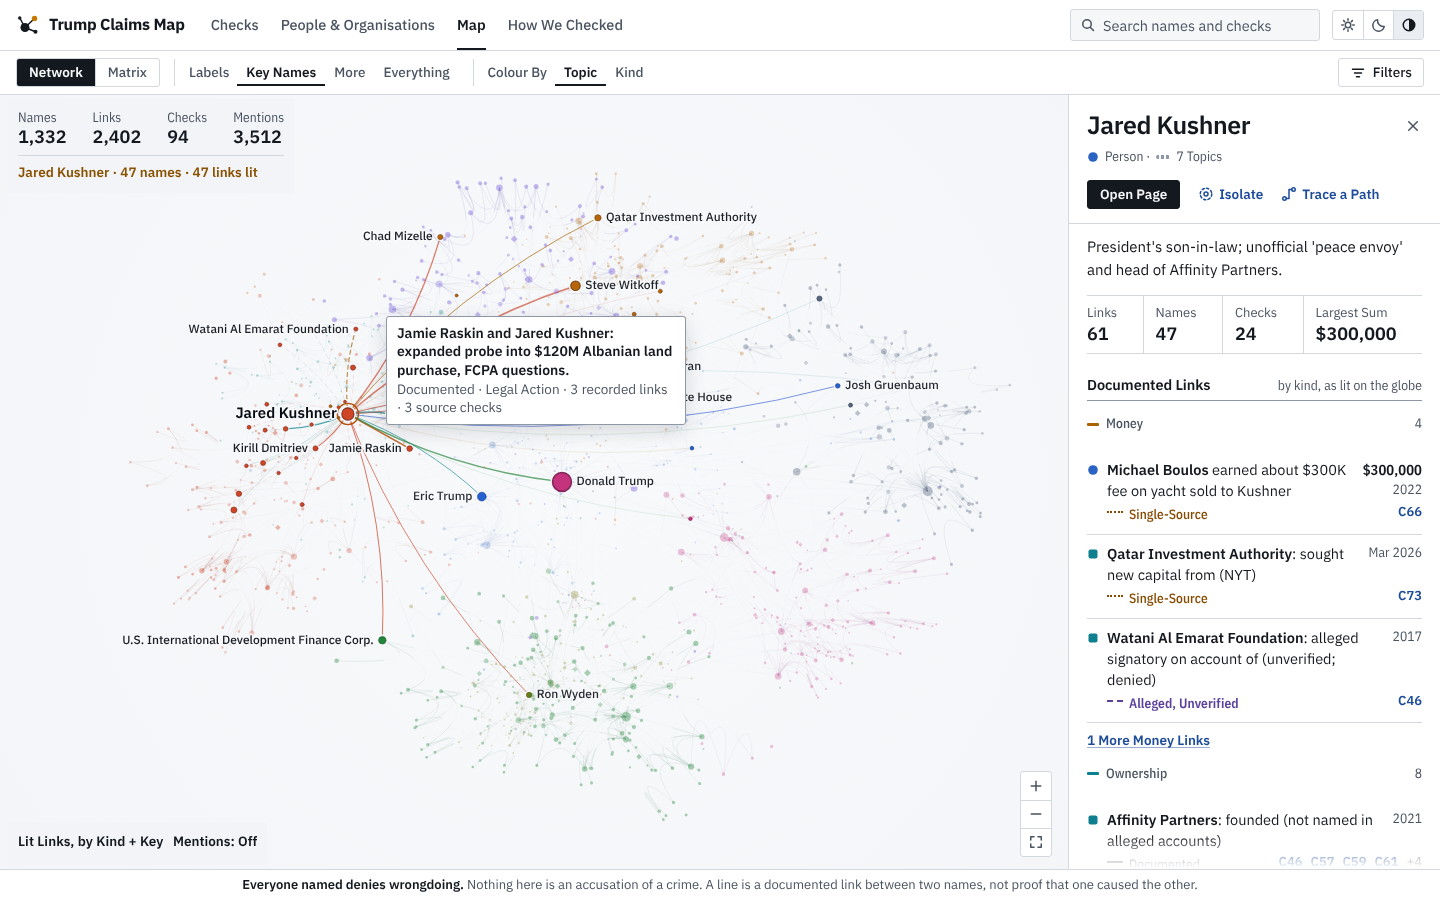 Trump Claims Map
Checks
People & Organisations
Map
How We Checked
Search names and checks
Network
Matrix
Labels
Key Names
More
Everything
Colour By
Topic
Kind
Filters
Names
Links
Checks
Mentions
1,332
2,402
94
3,512
Jared Kushner · 47 names · 47 links lit
Qatar Investment Authority
Chad Mizelle
Steve Witkoff
Watani Al Emarat Foundation
Jamie Raskin and Jared Kushner:
expanded probe into $120M Albanian land
purchase, FCPA questions.
Documented · Legal Action · 3 recorded links
· 3 source checks
ran
te House
Josh Gruenbaum
Jared Kushner
Kirill Dmitriev
Jamie Raskin
Donald Trump
Eric Trump
U.S. International Development Finance Corp.
Ron Wyden
Lit Links, by Kind + Key
Mentions: Off
Jared Kushner
Person ·
7 Topics
Open Page
Isolate
Trace a Path
President's son-in-law; unofficial 'peace envoy'
and head of Affinity Partners.
Links
Names
Checks
Largest Sum
61
47
24
$300,000
Documented Links
by kind, as lit on the globe
Money
4
Michael Boulos earned about $300K
$300,000
fee on yacht sold to Kushner
2022
Single-Source
C66
Qatar Investment Authority: sought
Mar 2026
new capital from (NYT)
Single-Source
C73
Watani Al Emarat Foundation: alleged
2017
signatory on account of (unverified;
denied)
Alleged, Unverified
C46
1 More Money Links
Ownership
8
Affinity Partners: founded (not named in
2021
alleged accounts)
Documented
C46 C57 C59 C61 +4
Everyone named denies wrongdoing. Nothing here is an accusation of a crime. A line is a documented link between two names, not proof that one caused the other.